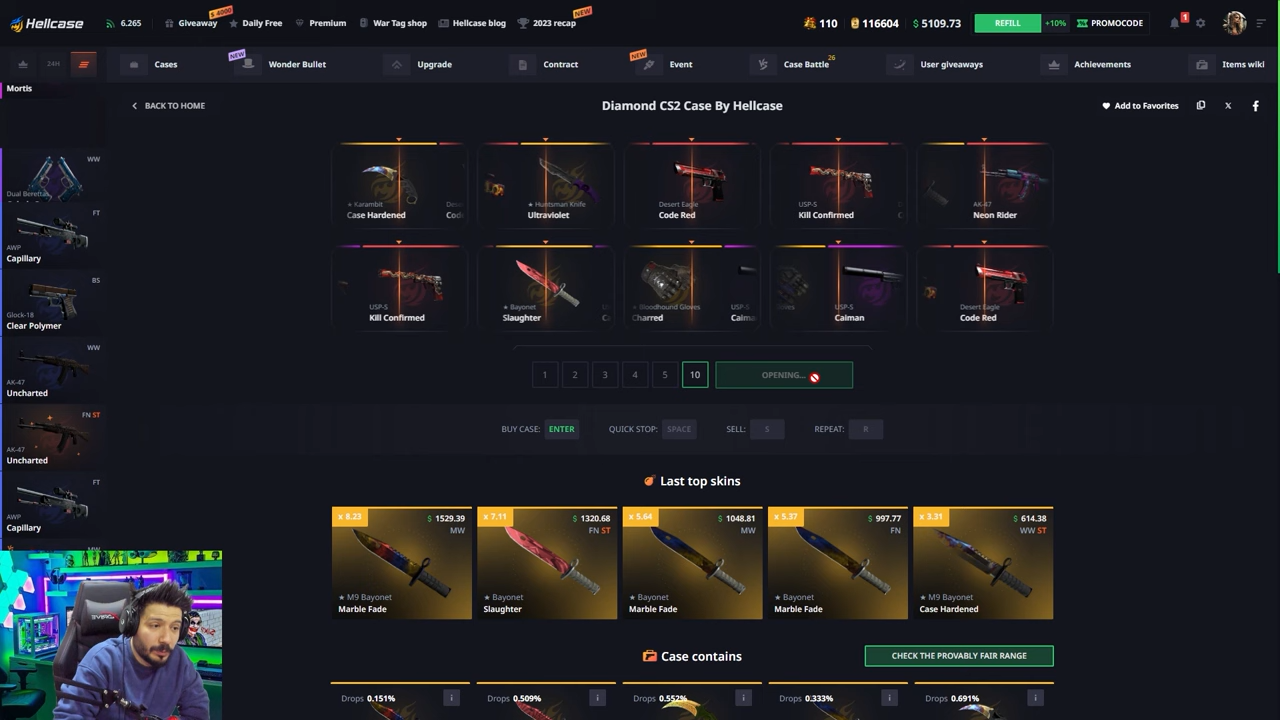 Hellcase
6.265
Giveaway
$ 4000
Daily Free
Premium
War Tag shop
Hellcase blog
2023 recap
NEW
110
116604
$ 5109.73
REFILL
+10%
PROMOCODE
1
24H
Cases
NEW
Wonder Bullet
Upgrade
Contract
NEW
Event
Case Battle
26
User giveaways
Achievements
Items wiki
Mortis
BACK TO HOME
Diamond CS2 Case By Hellcase
Add to Favorites
WW
Dual Berettas
FT
AWP
Capillary
BS
Glock-18
Clear Polymer
WW
AK-47
Uncharted
FN ST
AK-47
Uncharted
FT
AWP
Capillary
★ Karambit
Case Hardened
★ Huntsman Knife
Ultraviolet
Desert Eagle
Code Red
USP-S
Kill Confirmed
AK-47
Neon Rider
USP-S
Kill Confirmed
★ Bayonet
Slaughter
★ Bloodhound Gloves
Charred
USP-S
Caiman
Desert Eagle
Code Red
1
2
3
4
5
10
OPENING...
BUY CASE: ENTER
QUICK STOP: SPACE
SELL: S
REPEAT: R
Last top skins
x 8.23
$ 1529.39
MW
★ M9 Bayonet
Marble Fade
x 7.11
$ 1320.68
FN ST
★ Bayonet
Slaughter
x 5.64
$ 1048.81
MW
★ Bayonet
Marble Fade
x 5.37
$ 997.77
FN
★ Bayonet
Marble Fade
x 3.31
$ 614.38
WW ST
★ M9 Bayonet
Case Hardened
Case contains
CHECK THE PROVABLY FAIR RANGE
Drops 0.151%
Drops 0.509%
Drops 0.552%
Drops 0.333%
Drops 0.691%